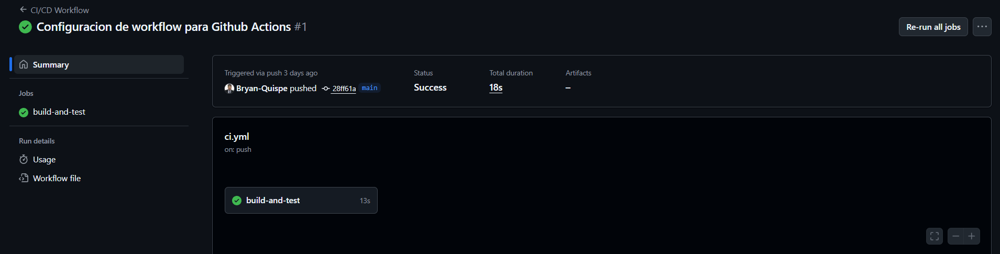 CI/CD Workflow
Configuracion de workflow para Github Actions #1
Re-run all jobs
Summary
Jobs
build-and-test
Run details
Usage
Workflow file
Triggered via push 3 days ago
Bryan-Quispe pushed 28ff61a main
Status
Success
Total duration
18s
Artifacts
–
ci.yml
on: push
build-and-test 13s